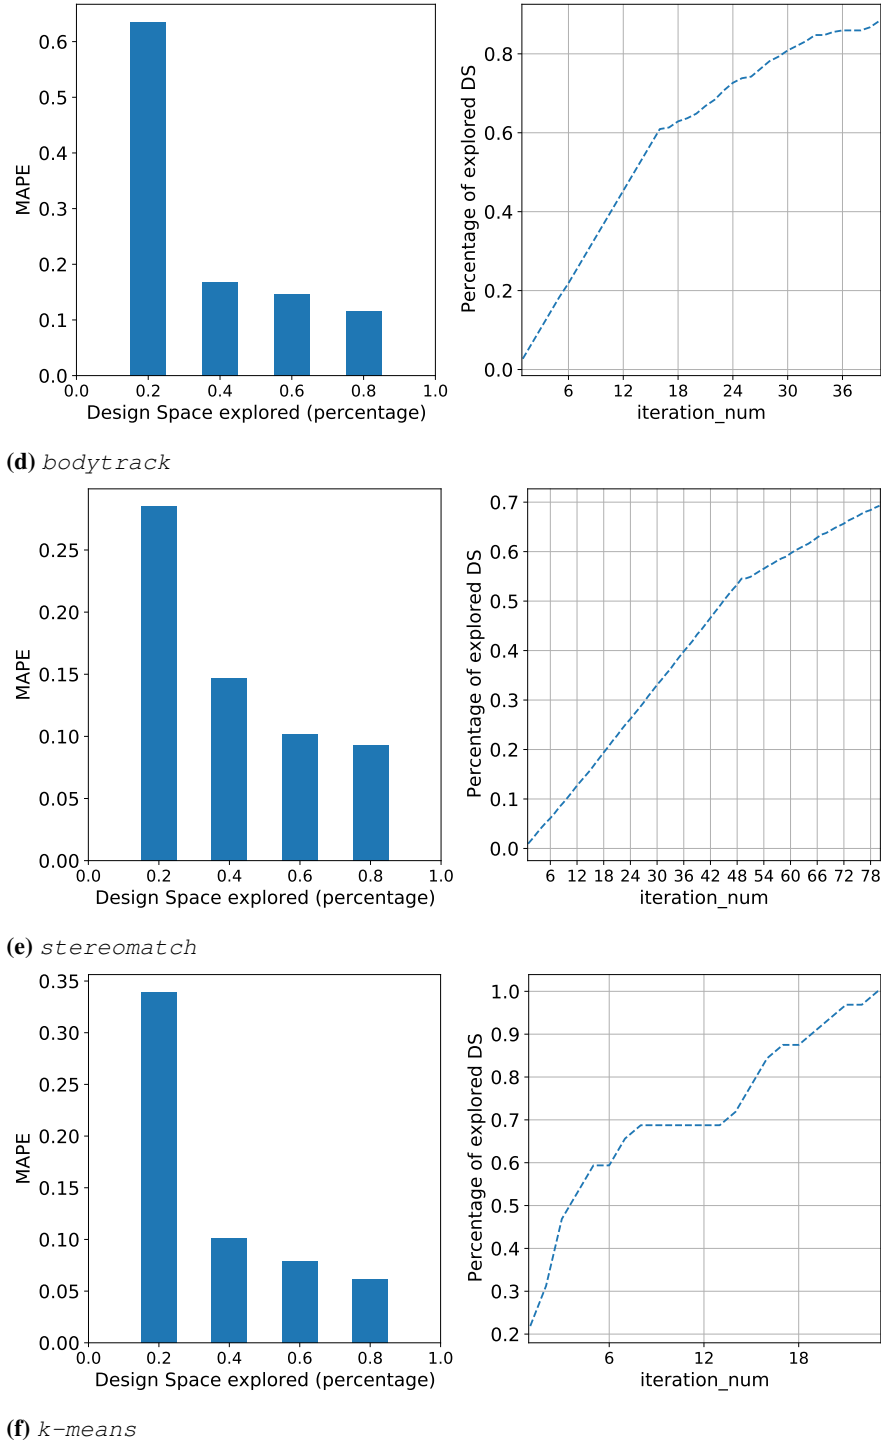 0.6
0.5
0.4
0.3
0.2
0.1
0.0
MAPE
0.0 0.2 0.4 0.6 0.8 1.0
Design Space explored (percentage)
0.8
0.6
0.4
0.2
0.0
Percentage of explored DS
6 12 18 24 30 36
iteration_num
(d) bodytrack
0.25
0.20
0.15
0.10
0.05
0.00
MAPE
0.0 0.2 0.4 0.6 0.8 1.0
Design Space explored (percentage)
0.7
0.6
0.5
0.4
0.3
0.2
0.1
0.0
Percentage of explored DS
6 12 18 24 30 36 42 48 54 60 66 72 78
iteration_num
(e) stereomatch
0.35
0.30
0.25
0.20
0.15
0.10
0.05
0.00
MAPE
0.0 0.2 0.4 0.6 0.8 1.0
Design Space explored (percentage)
1.0
0.9
0.8
0.7
0.6
0.5
0.4
0.3
0.2
Percentage of explored DS
6 12 18
iteration_num
(f) k-means